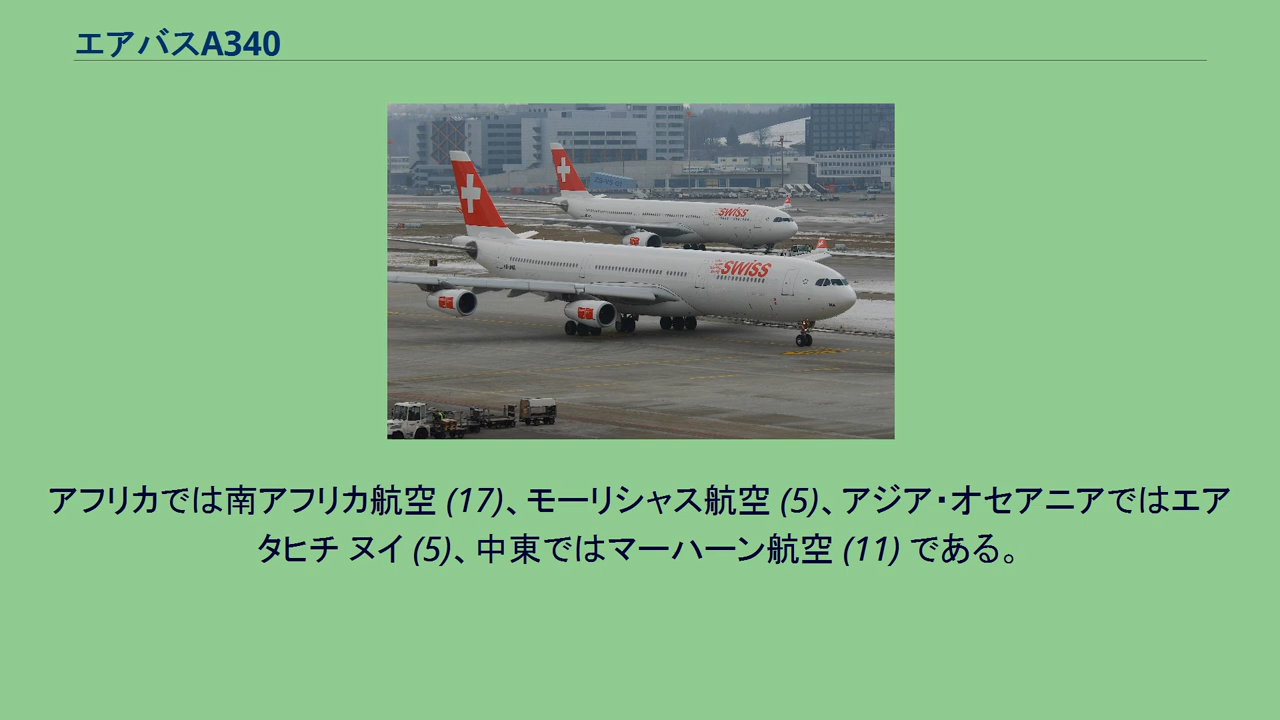 エアバスA340
swiss
swiss
アフリカでは南アフリカ航空 (17)、モーリシャス航空 (5)、アジア・オセアニアではエア
タヒチ ヌイ (5)、中東ではマーハーン航空 (11) である。